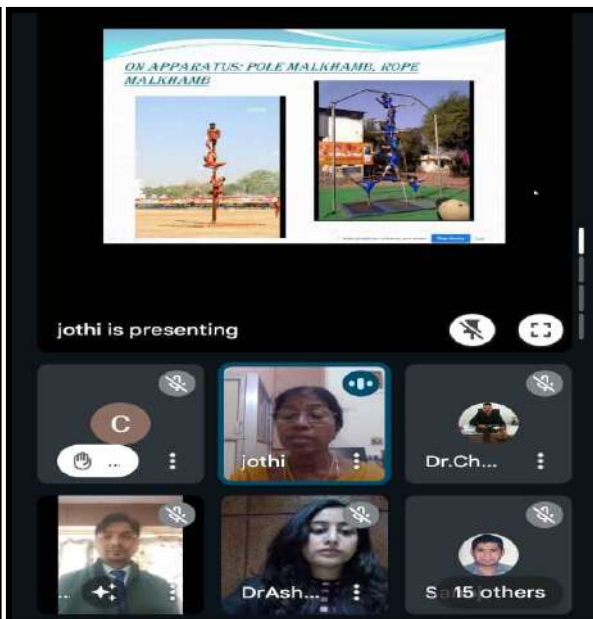 ON APPARATUS: POLE MALKHAMB, ROPE
MALKHAMB
jothi is presenting
C
...
jothi
Dr.Ch...
...
DrAsh...
S
15 others